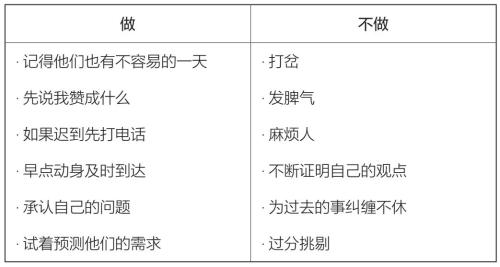 做 不做
· 记得他们也有不容易的一天 · 打岔
· 先说我赞成什么 · 发脾气
· 如果迟到先打电话 · 麻烦人
· 早点动身及时到达 · 不断证明自己的观点
· 承认自己的问题 · 为过去的事纠缠不休
· 试着预测他们的需求 · 过分挑剔